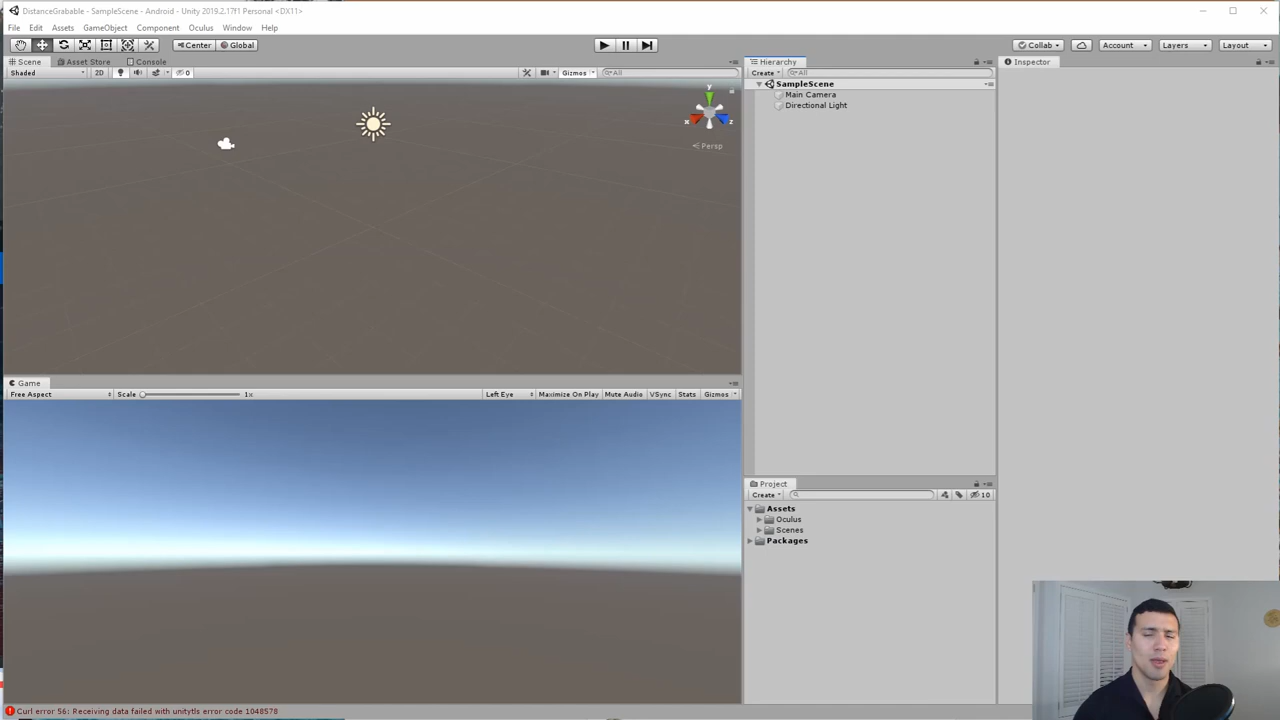 DistanceGrabable - SampleScene - Android - Unity 2019.2.17f1 Personal <DX11>
File Edit Assets GameObject Component Oculus Window Help
Center Global Collab Account Layers Layout
Scene Asset Store Console
Shaded 2D 0 Gizmos All
y
x z
Persp
Game
Free Aspect Scale 1x Left Eye Maximize On Play Mute Audio VSync Stats Gizmos
Hierarchy
Create All
SampleScene
Main Camera
Directional Light
Project
Create 10
Assets
Oculus
Scenes
Packages
Inspector
Curl error 56: Receiving data failed with unitytls error code 1048578